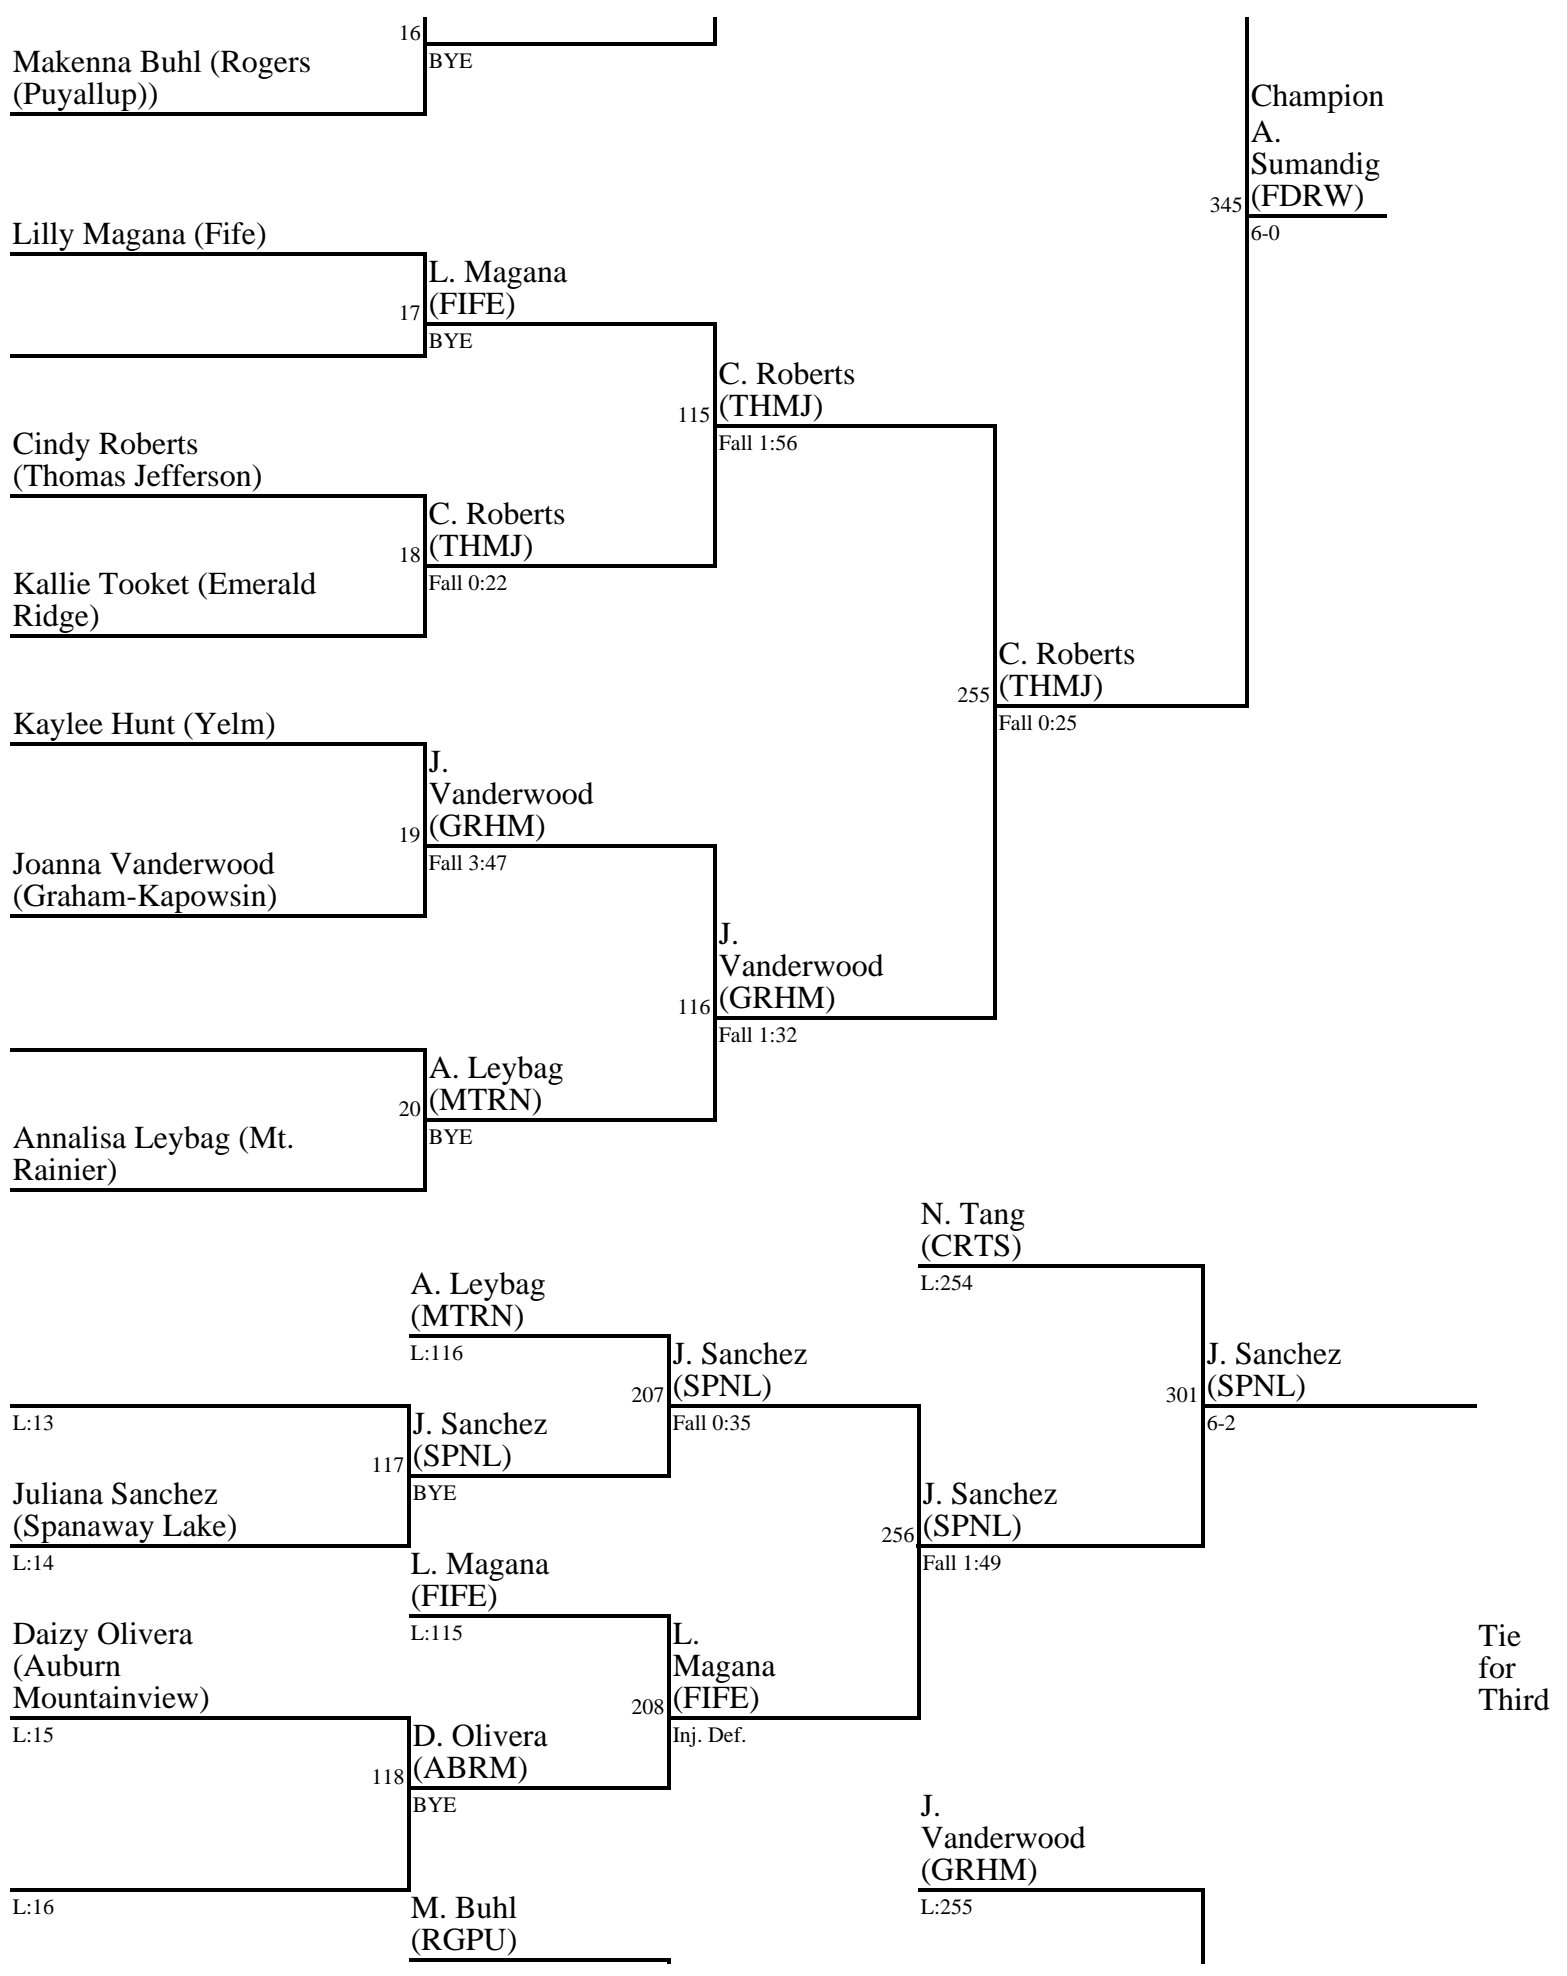 16
BYE
Makenna Buhl (Rogers
(Puyallup))
Champion
A.
Sumandig
(FDRW)
345
6-0
Lilly Magana (Fife)
L. Magana
(FIFE)
17
BYE
C. Roberts
(THMJ)
115
Fall 1:56
Cindy Roberts
(Thomas Jefferson)
C. Roberts
(THMJ)
18
Fall 0:22
Kallie Tooket (Emerald
Ridge)
C. Roberts
(THMJ)
255
Fall 0:25
Kaylee Hunt (Yelm)
J.
Vanderwood
(GRHM)
19
Fall 3:47
Joanna Vanderwood
(Graham-Kapowsin)
J.
Vanderwood
(GRHM)
116
Fall 1:32
A. Leybag
(MTRN)
20
BYE
Annalisa Leybag (Mt.
Rainier)
N. Tang
(CRTS)
L:254
A. Leybag
(MTRN)
L:116
J. Sanchez
(SPNL)
207
Fall 0:35
J. Sanchez
(SPNL)
301
6-2
L:13
J. Sanchez
(SPNL)
117
BYE
Juliana Sanchez
(Spanaway Lake)
L:14
J. Sanchez
(SPNL)
256
Fall 1:49
L. Magana
(FIFE)
L:115
Daizy Olivera
(Auburn
Mountainview)
L:15
L.
Magana
(FIFE)
208
Inj. Def.
Tie
for
Third
D. Olivera
(ABRM)
118
BYE
J.
Vanderwood
(GRHM)
L:255
L:16
M. Buhl
(RGPU)